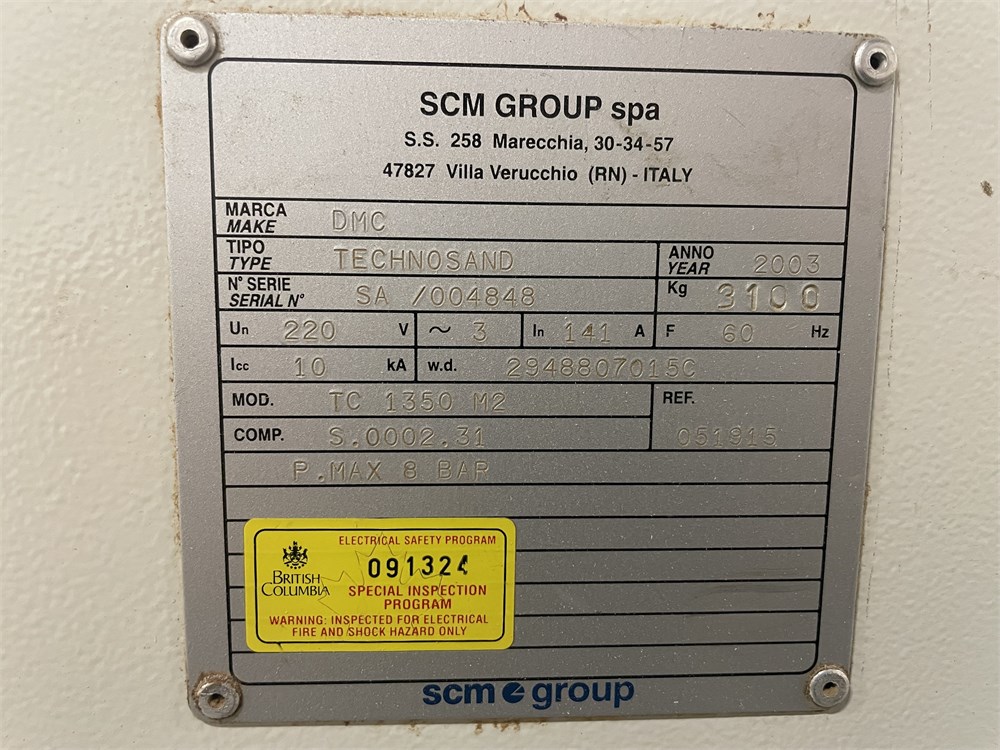 SCM GROUP spa
S.S. 258 Marecchia, 30-34-57
47827 Villa Verucchio (RN) - ITALY
MARCA
MAKE DMC
TIPO
TYPE TECHNOSAND
ANNO
YEAR 2003
N° SERIE
SERIAL N° SA /004848
Kg 3100
Un 220 V ~ 3 In 141 A F 60 Hz
Icc 10 kA w.d. 2948807015C
MOD. TC 1350 M2
REF.
COMP. S.0002.31 051915
P.MAX 8 BAR
ELECTRICAL SAFETY PROGRAM
091324
BRITISH
COLUMBIA
SPECIAL INSPECTION
PROGRAM
WARNING: INSPECTED FOR ELECTRICAL
FIRE AND SHOCK HAZARD ONLY
scm group